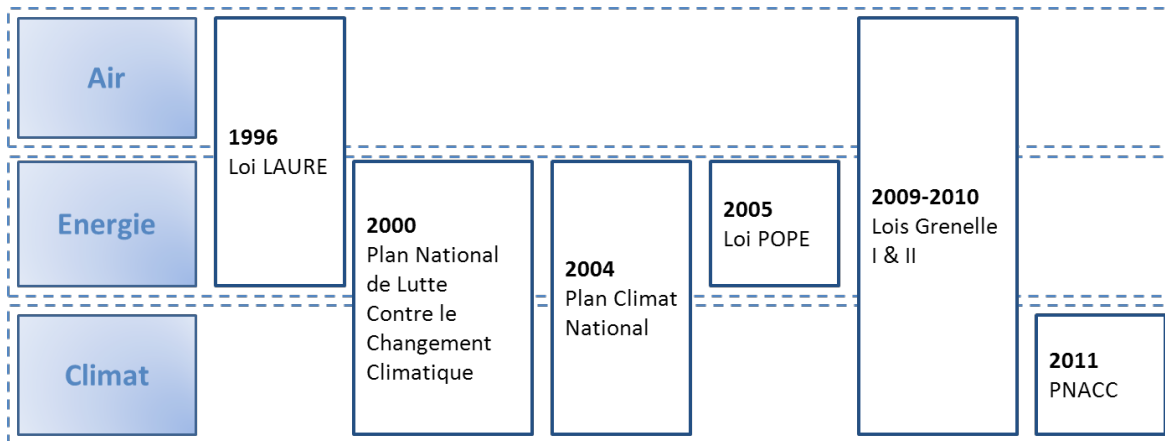 Air
Energie
Climat
1996
Loi LAURE
2000
Plan National
de Lutte
Contre le
Changement
Climatique
2004
Plan Climat
National
2005
Loi POPE
2009-2010
Lois Grenelle
I & II
2011
PNACC